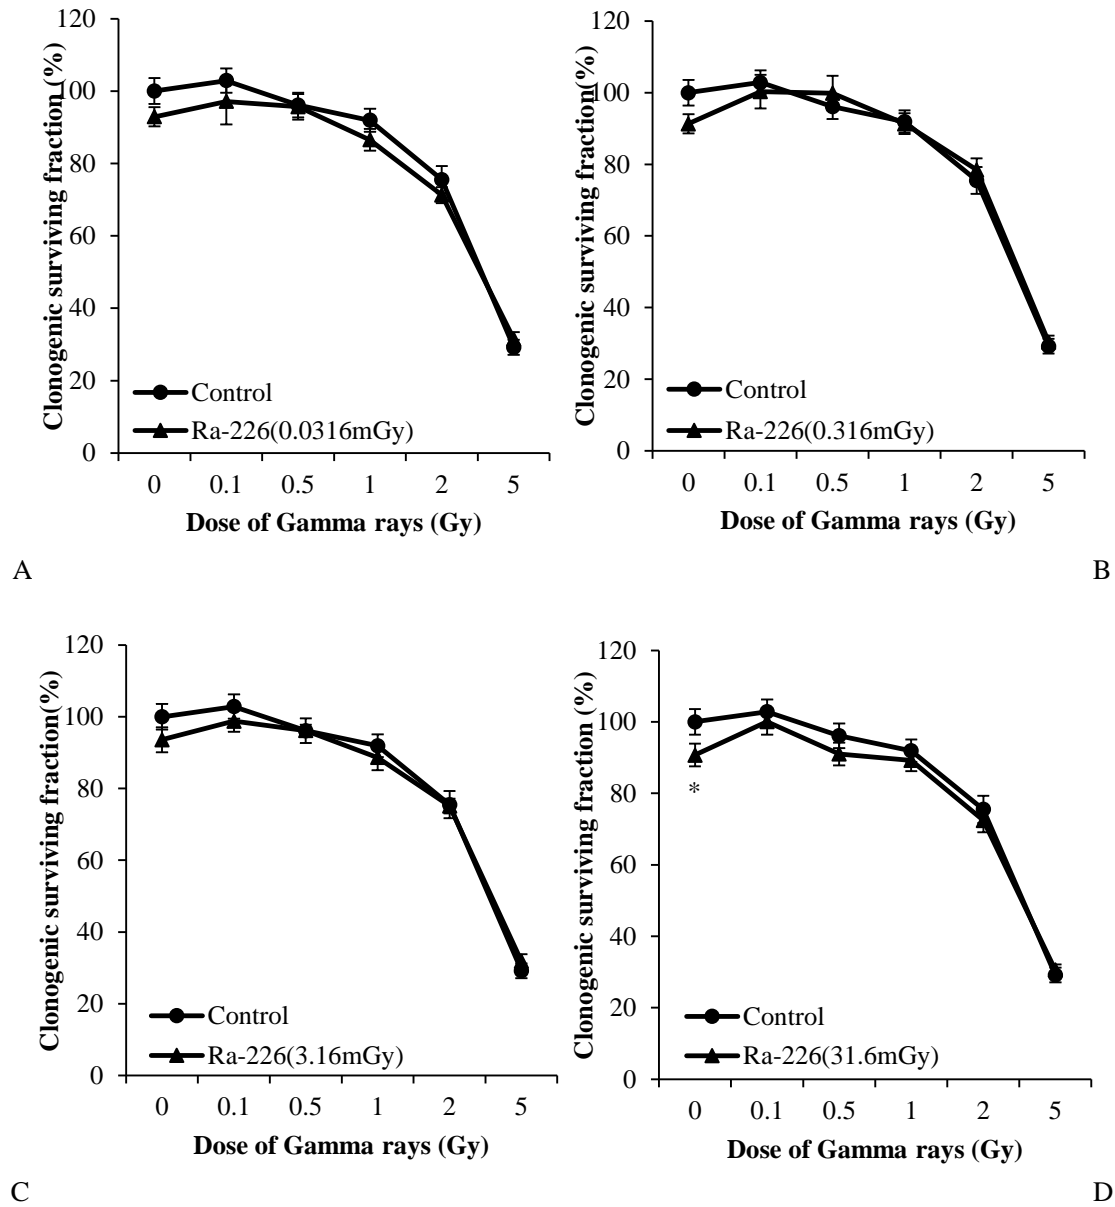 Clonogenic surviving fraction (%)
120
100
80
60
40
20
0
Control
Ra-226(0.0316mGy)
0 0.1 0.5 1 2 5
Dose of Gamma rays (Gy)
A
Clonogenic surviving fraction(%)
120
100
80
60
40
20
0
Control
Ra-226(0.316mGy)
0 0.1 0.5 1 2 5
Dose of Gamma rays (Gy)
B
Clonogenic surviving fraction(%)
120
100
80
60
40
20
0
Control
Ra-226(3.16mGy)
0 0.1 0.5 1 2 5
Dose of Gamma rays (Gy)
C
Clonogenic surviving fraction (%)
120
100
80
60
40
20
0
*
Control
Ra-226(31.6mGy)
0 0.1 0.5 1 2 5
Dose of Gamma rays (Gy)
D